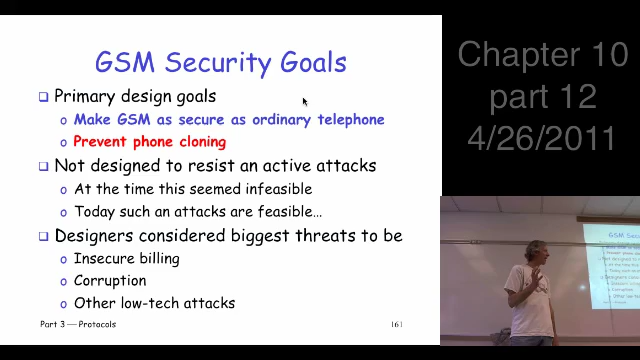 GSM Security Goals
Primary design goals
Make GSM as secure as ordinary telephone
Prevent phone cloning
Not designed to resist an active attacks
At the time this seemed infeasible
Today such an attacks are feasible…
Designers considered biggest threats to be
Insecure billing
Corruption
Other low-tech attacks
Part 3 — Protocols
161
Chapter 10
part 12
4/26/2011
GSM Secur